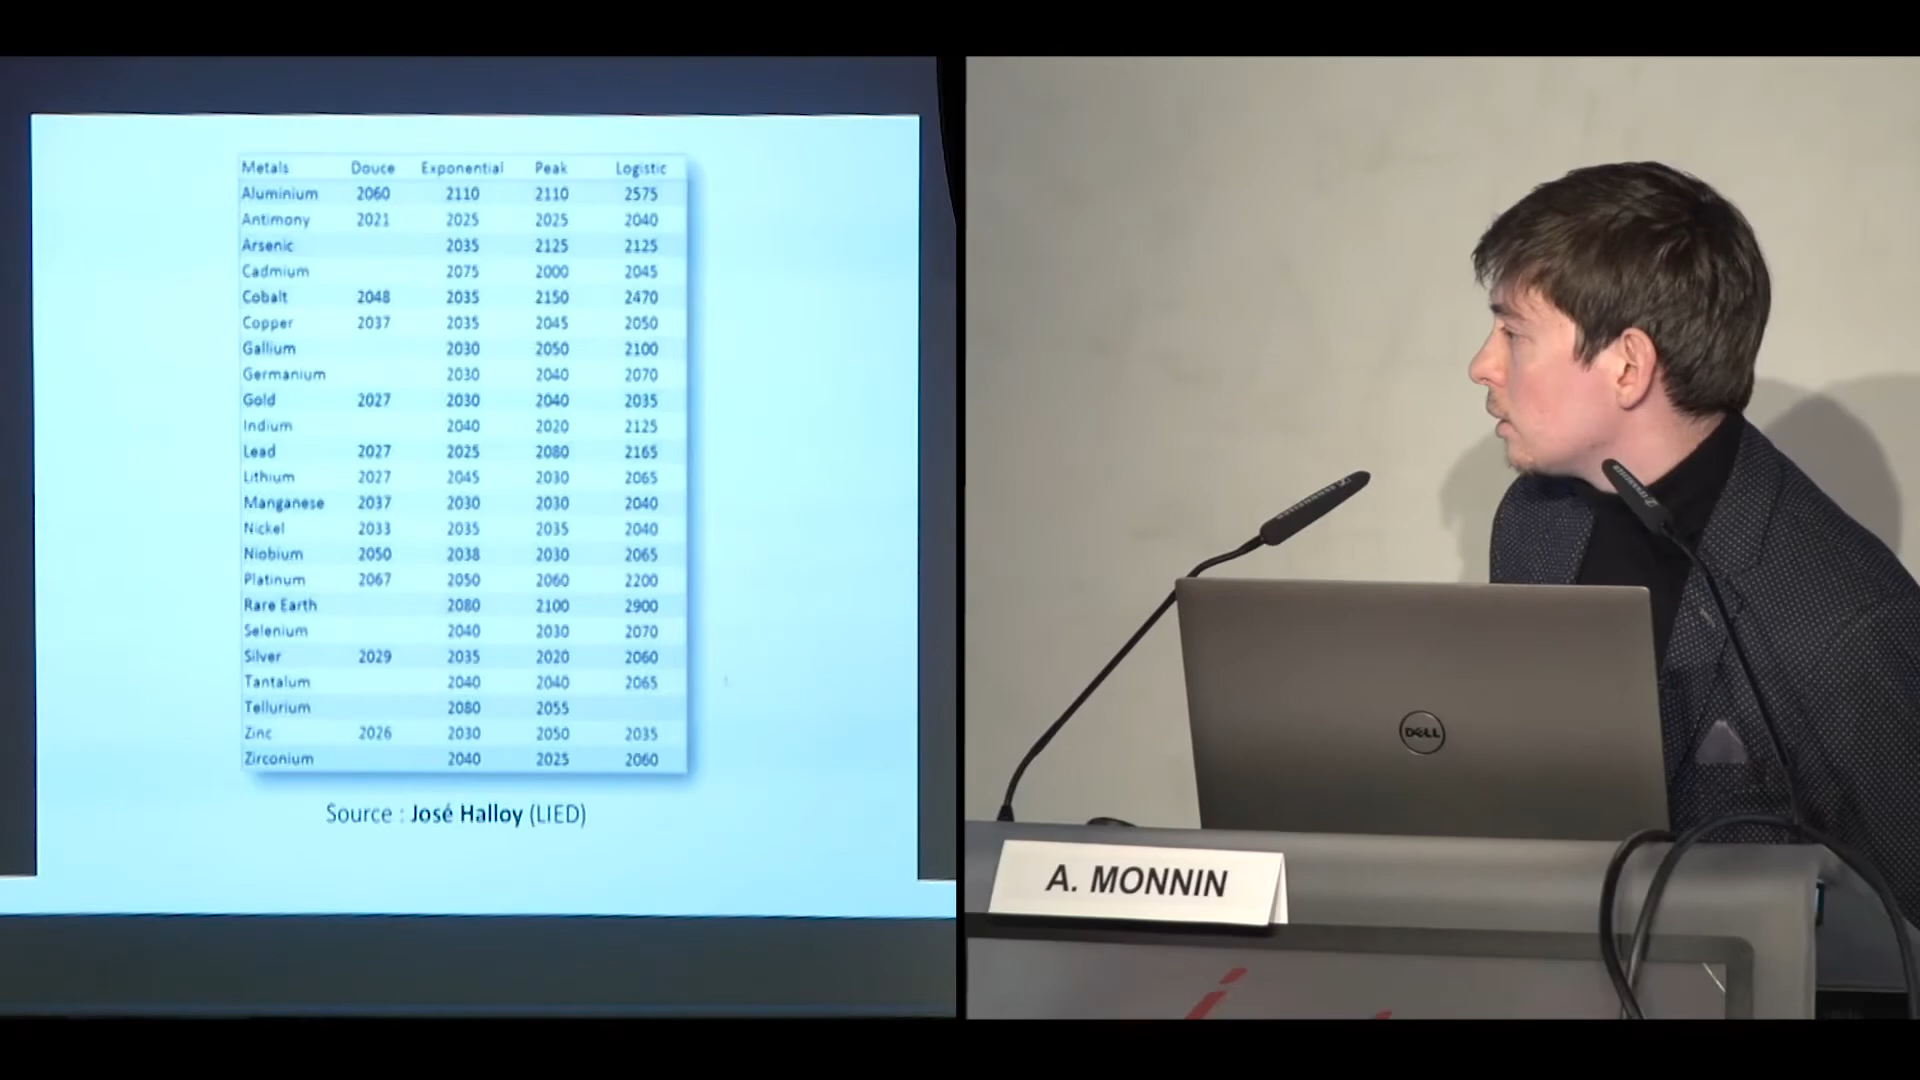 Metals Douce Exponential Peak Logistic
Aluminium 2060 2110 2110 2575
Antimony 2021 2025 2025 2040
Arsenic 2035 2125 2125
Cadmium 2075 2000 2045
Cobalt 2048 2035 2150 2470
Copper 2037 2035 2045 2050
Gallium 2030 2050 2100
Germanium 2030 2040 2070
Gold 2027 2030 2040 2035
Indium 2040 2020 2125
Lead 2027 2025 2080 2165
Lithium 2027 2045 2030 2065
Manganese 2037 2030 2030 2040
Nickel 2033 2035 2035 2040
Niobium 2050 2038 2030 2065
Platinum 2067 2050 2060 2200
Rare Earth 2080 2100 2900
Selenium 2040 2030 2070
Silver 2029 2035 2020 2060
Tantalum 2040 2040 2065
Tellurium 2080 2055
Zinc 2026 2030 2050 2035
Zirconium 2040 2025 2060
Source : José Halloy (LIED)
DELL
A. MONNIN